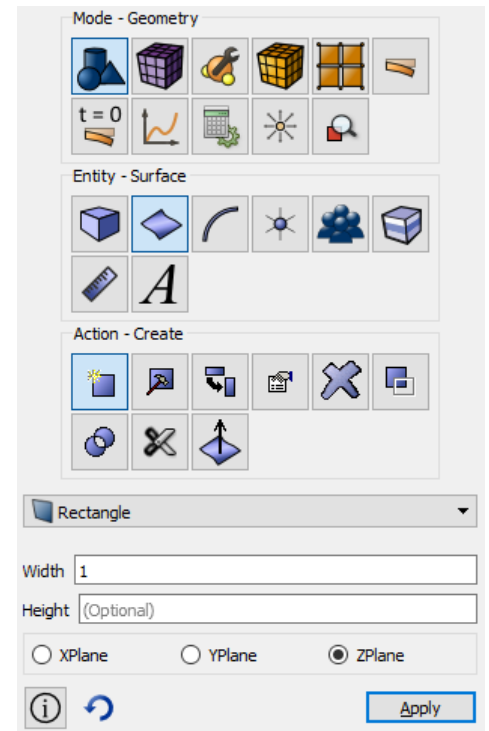 Mode - Geometry
t = 0
Entity - Surface
A
Action - Create
Rectangle
Width 1
Height (Optional)
XPlane YPlane ZPlane
i Apply